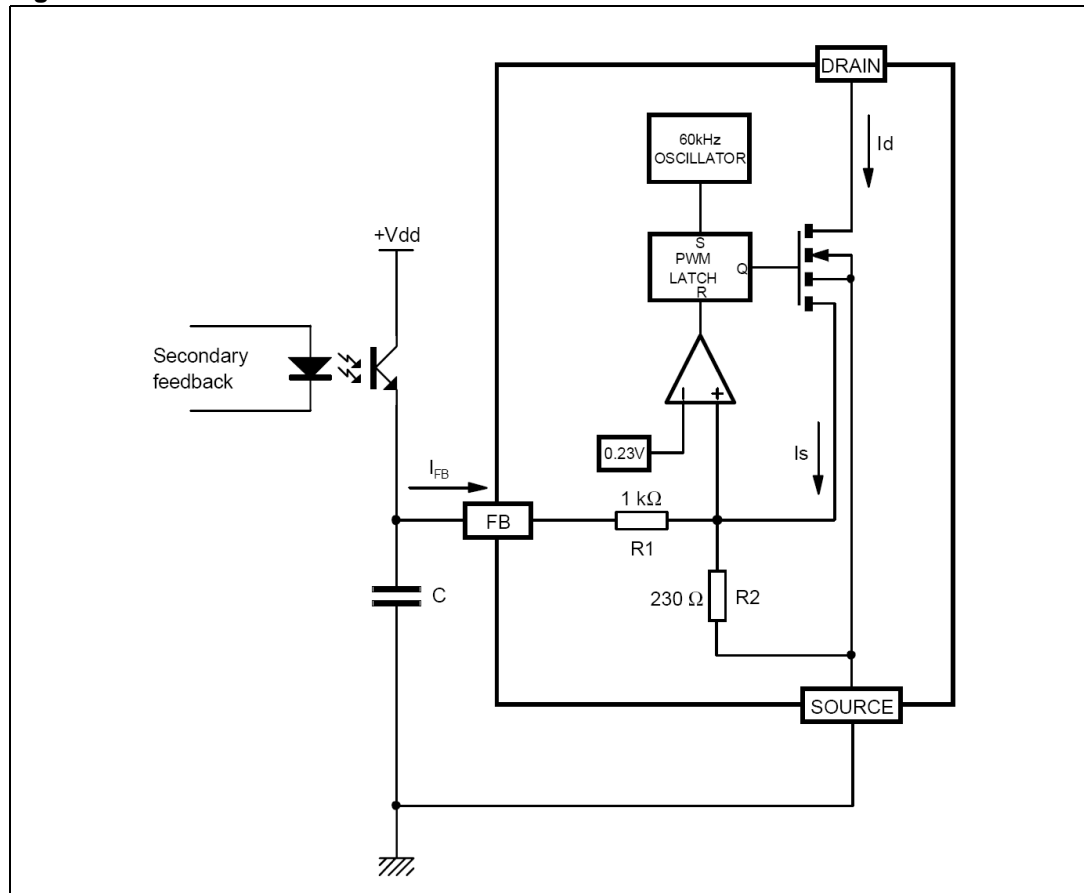 DRAIN
60kHz
OSCILLATOR
Id
+Vdd
S
PWM
LATCH
Q
R
Secondary
feedback
- +
0.23V
Is
IFB
1 kΩ
FB
R1
C
230 Ω
R2
SOURCE